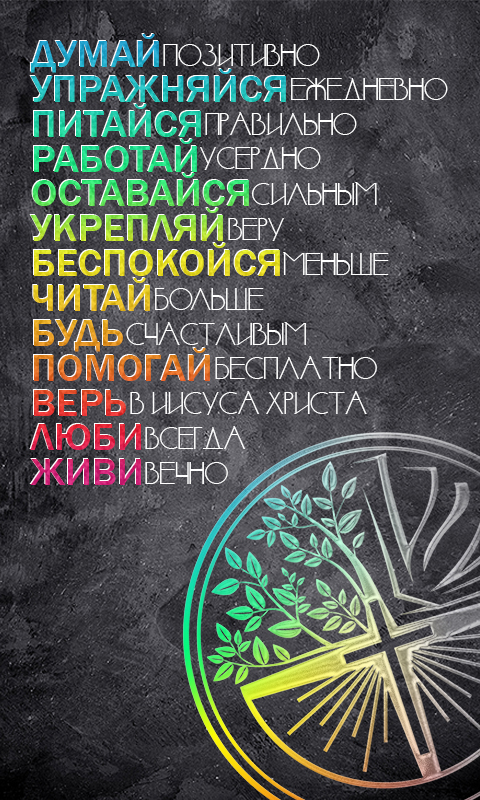 ДУМАЙ ПОЗИТИВНО
УПРАЖНЯЙСЯ ЕЖЕДНЕВНО
ПИТАЙСЯ ПРАВИЛЬНО
РАБОТАЙ УСЕРДНО
ОСТАВАЙСЯ СИЛЬНЫМ
УКРЕПЛЯЙ ВЕРУ
БЕСПОКОЙСЯ МЕНЬШЕ
ЧИТАЙ БОЛЬШЕ
БУДЬ СЧАСТЛИВЫМ
ПОМОГАЙ БЕСПЛАТНО
ВЕРЬ В ИИСУСА ХРИСТА
ЛЮБИ ВСЕГДА
ЖИВИ ВЕЧНО